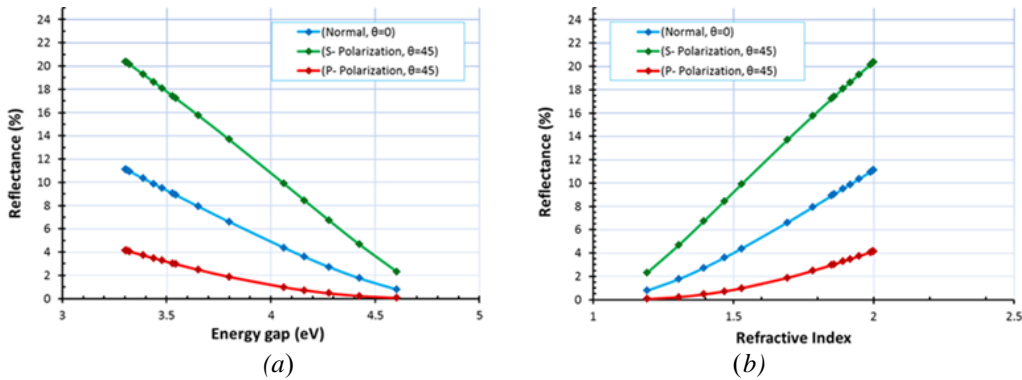 24
22
20
18
16
14
12
10
8
6
4
2
0
Reflectance (%)
(Normal, θ=0)
(S- Polarization, θ=45)
(P- Polarization, θ=45)
3 3.5 4 4.5 5
Energy gap (eV)
(a)
24
22
20
18
16
14
12
10
8
6
4
2
0
Reflectance (%)
(Normal, θ=0)
(S- Polarization, θ=45)
(P- Polarization, θ=45)
1 1.5 2 2.5
Refractive Index
(b)